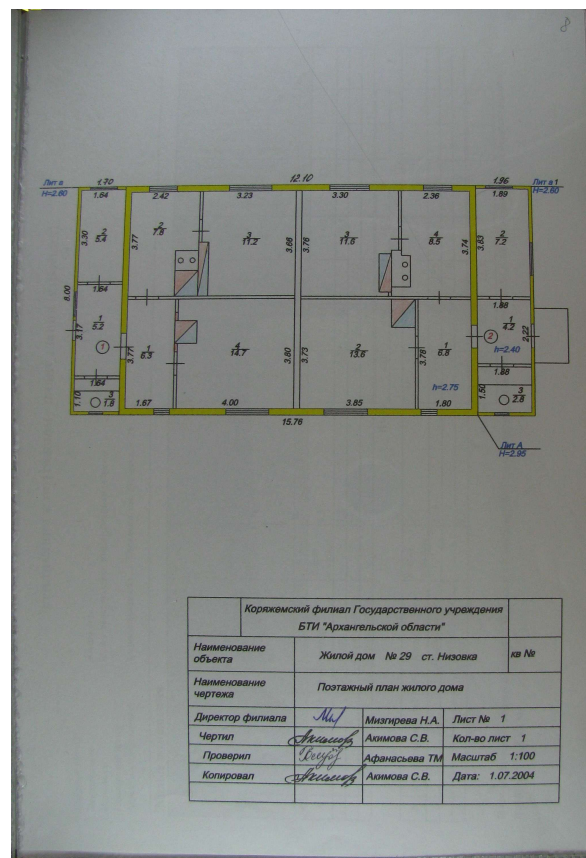 8
Лит а 1.70 12.10 1.96 Лит а 1
Н=2.60 1.64 2.42 3.23 3.30 2.36 1.89 Н=2.60
2 5.4
3.30
2 7.8
3.77
3 11.2
3.66
3.76
3 11.6
4 8.5
3.74
3.83
2 7.2
1.64
8.00
1.88
3.17
1 5.2
1
3.77
1 6.3
4 14.7
3.80
3.73
2 13.6
3.78
1 6.8
2
1 4.2
2.22
h=2.40
1.64
h=2.75
1.88
1.10
3 1.8
1.50
3 2.8
1.67 4.00 3.85 1.80
15.76
Лит А
Н=2.95
Коряжемский филиал Государственного учреждения
БТИ "Архангельской области"
Наименование
объекта
Жилой дом № 29 ст. Низовка
кв №
Наименование
чертежа
Поэтажный план жилого дома
Директор филиала Мизгирева Н.А. Лист № 1
Чертил Акимова С.В. Кол-во лист 1
Проверил Афанасьева ТМ Масштаб 1:100
Копировал Акимова С.В. Дата: 1.07.2004